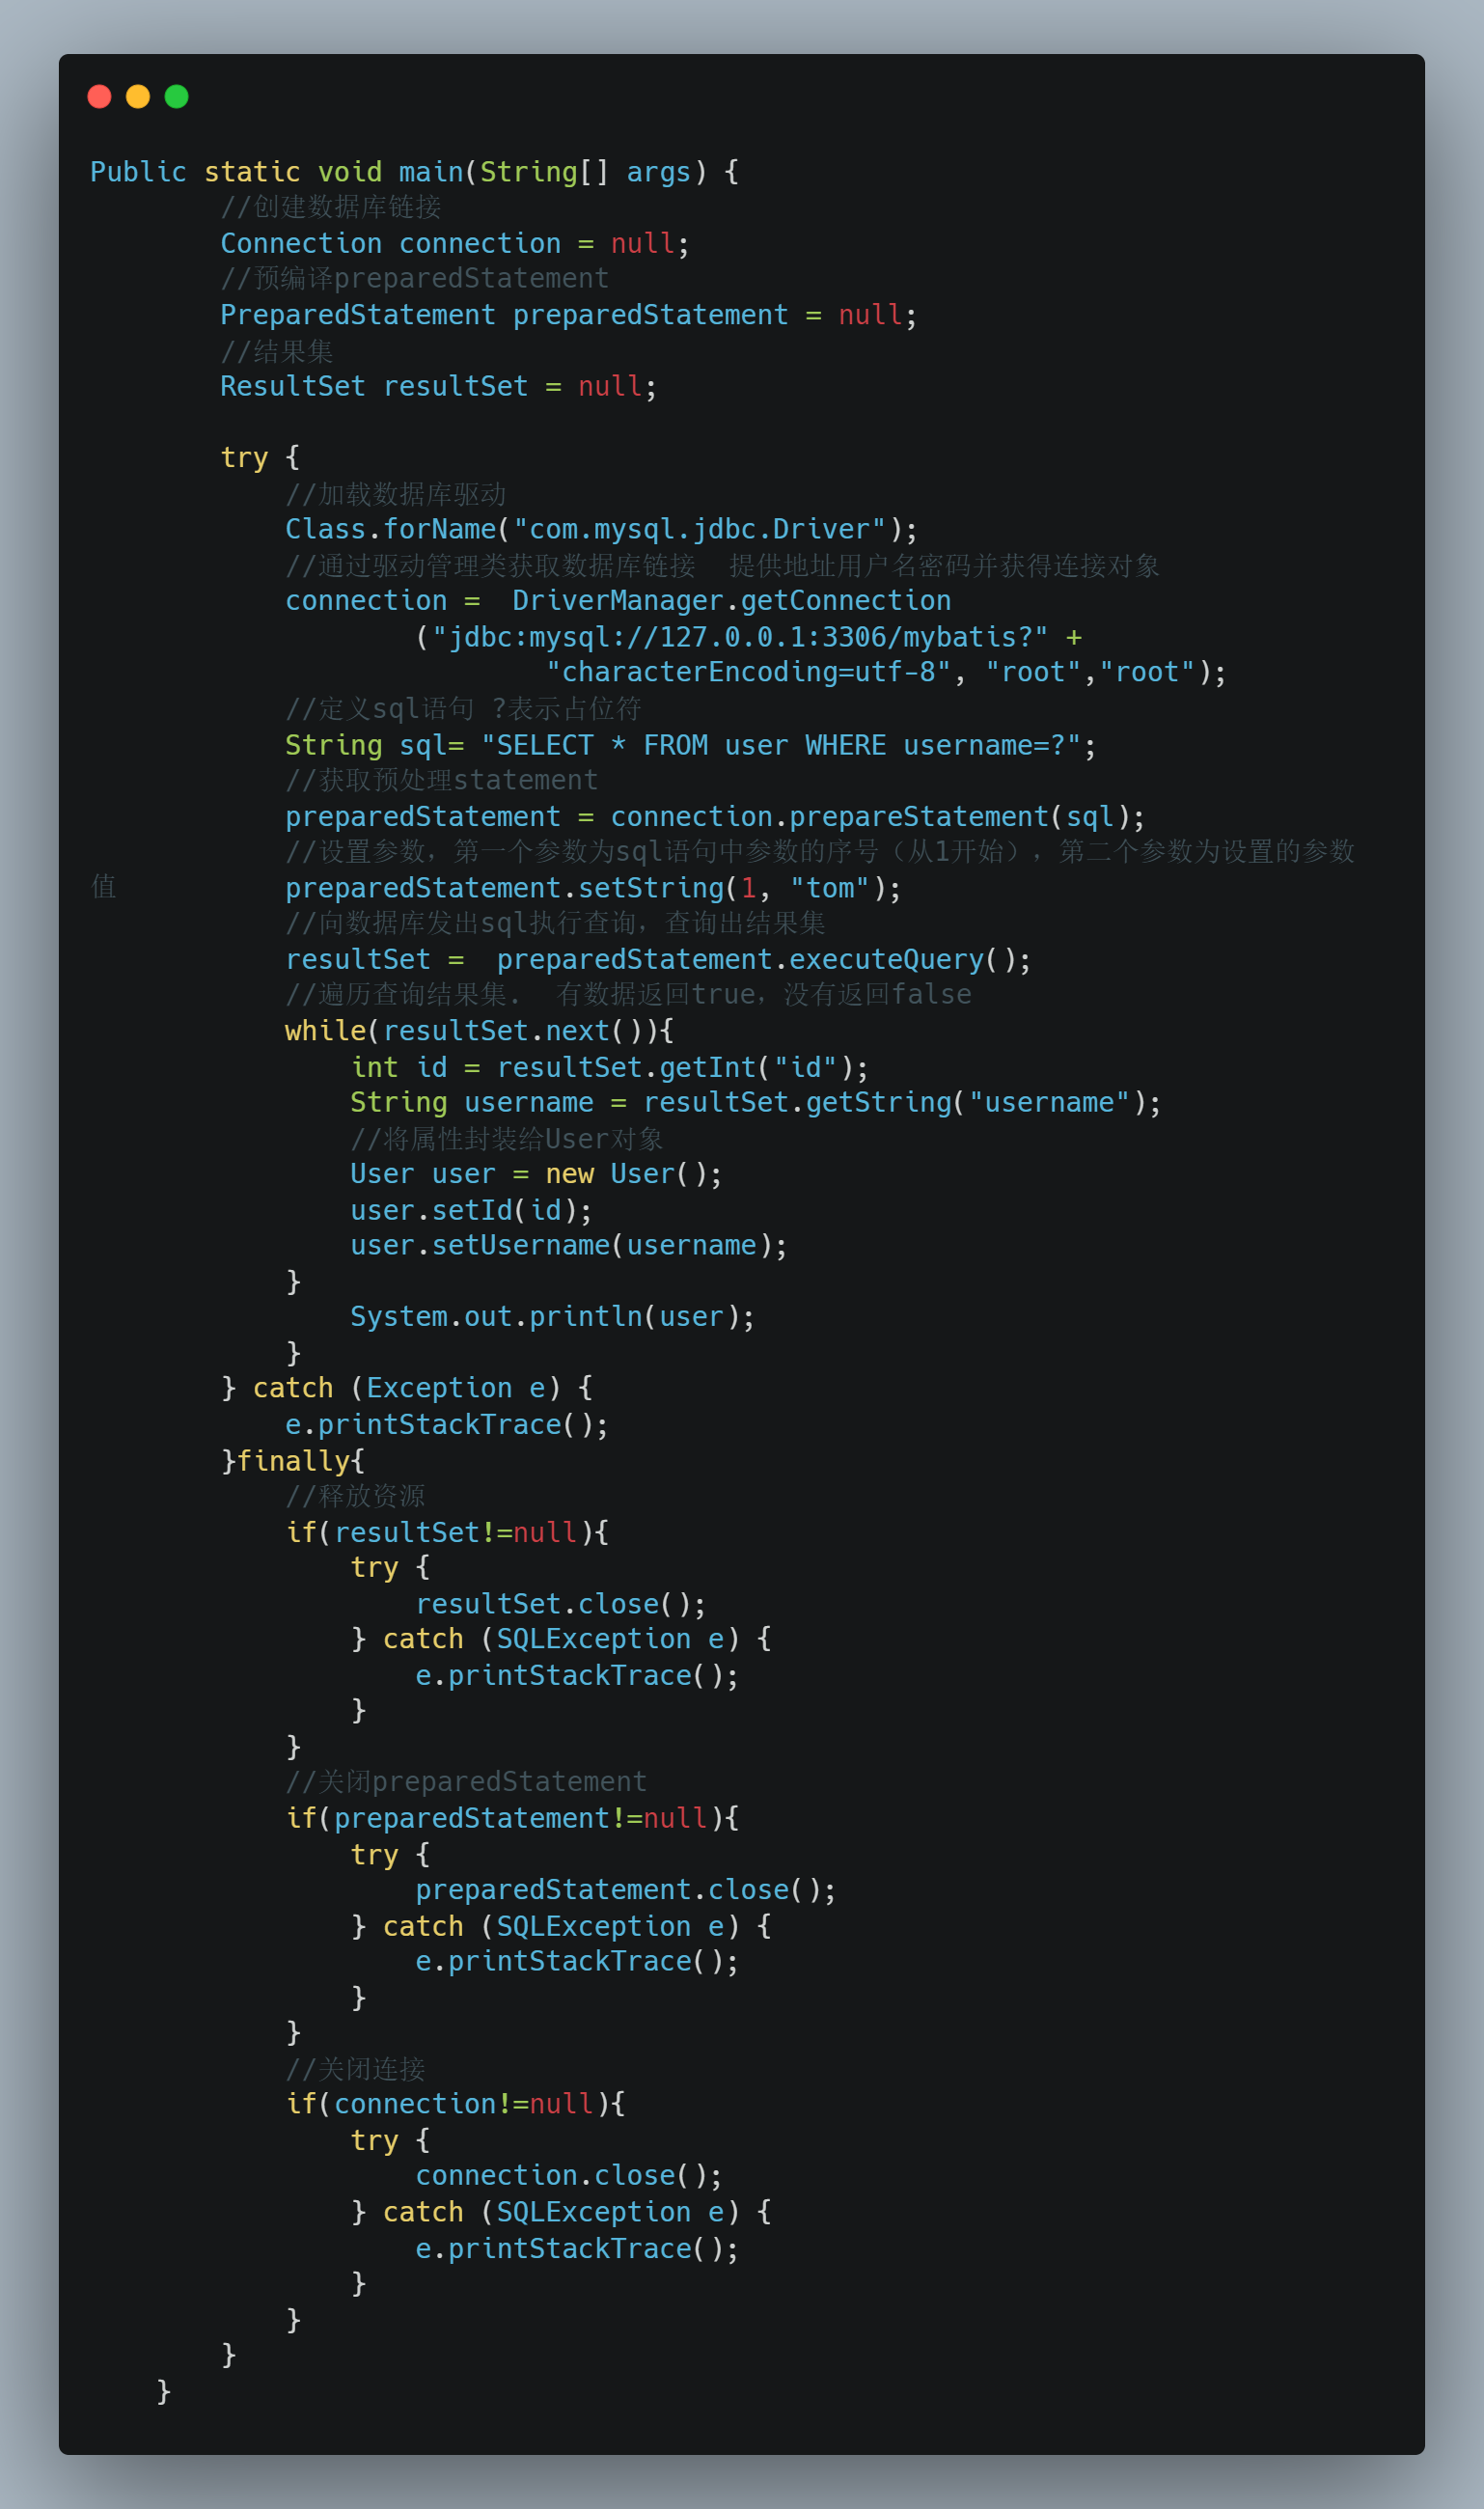 Public static void main(String[] args) {
        //创建数据库链接
        Connection connection = null;
        //预编译preparedStatement
        PreparedStatement preparedStatement = null;
        //结果集
        ResultSet resultSet = null;

        try {
            //加载数据库驱动
            Class.forName("com.mysql.jdbc.Driver");
            //通过驱动管理类获取数据库链接  提供地址用户名密码并获得连接对象
            connection =  DriverManager.getConnection
                    ("jdbc:mysql://127.0.0.1:3306/mybatis?" +
                            "characterEncoding=utf-8", "root","root");
            //定义sql语句 ?表示占位符
            String sql= "SELECT * FROM user WHERE username=?";
            //获取预处理statement
            preparedStatement = connection.prepareStatement(sql);
            //设置参数，第一个参数为sql语句中参数的序号（从1开始），第二个参数为设置的参数
值            preparedStatement.setString(1, "tom");
            //向数据库发出sql执行查询，查询出结果集
            resultSet =  preparedStatement.executeQuery();
            //遍历查询结果集.  有数据返回true，没有返回false
            while(resultSet.next()){
                int id = resultSet.getInt("id");
                String username = resultSet.getString("username");
                //将属性封装给User对象
                User user = new User();
                user.setId(id);
                user.setUsername(username);
            }
                System.out.println(user);
            }
        } catch (Exception e) {
            e.printStackTrace();
        }finally{
            //释放资源
            if(resultSet!=null){
                try {
                    resultSet.close();
                } catch (SQLException e) {
                    e.printStackTrace();
                }
            }
            //关闭preparedStatement
            if(preparedStatement!=null){
                try {
                    preparedStatement.close();
                } catch (SQLException e) {
                    e.printStackTrace();
                }
            }
            //关闭连接
            if(connection!=null){
                try {
                    connection.close();
                } catch (SQLException e) {
                    e.printStackTrace();
                }
            }
        }
    }